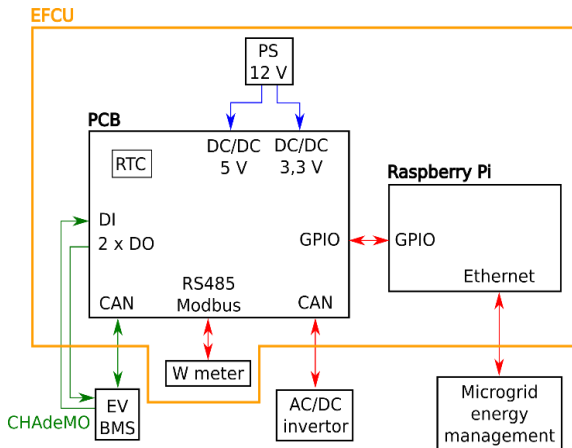 EFCU
PS
12 V
PCB
DC/DC
5 V
DC/DC
3,3 V
RTC
Raspberry Pi
DI
2 x DO
GPIO
GPIO
RS485
Modbus
CAN
CAN
Ethernet
W meter
CHAdeMO
EV
BMS
AC/DC
invertor
Microgrid
energy
management